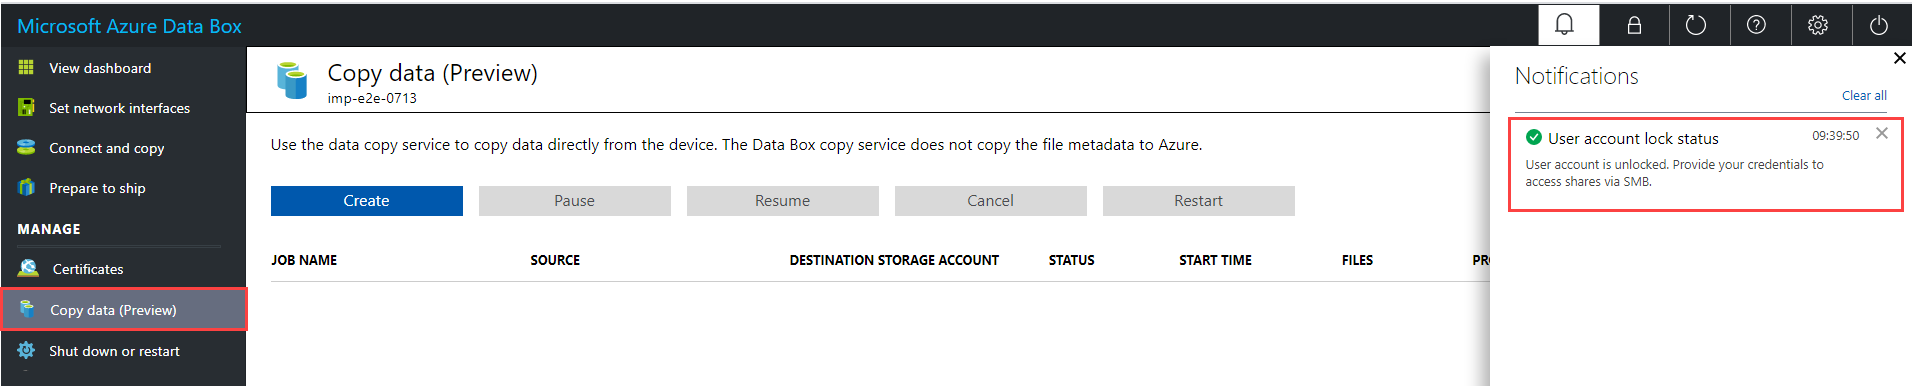 Microsoft Azure Data Box
View dashboard
Set network interfaces
Connect and copy
Prepare to ship
MANAGE
Certificates
Copy data (Preview)
Shut down or restart
Copy data (Preview)
imp-e2e-0713
Use the data copy service to copy data directly from the device. The Data Box copy service does not copy the file metadata to Azure.
Create Pause Resume Cancel Restart
JOB NAME SOURCE DESTINATION STORAGE ACCOUNT STATUS START TIME FILES
Notifications
Clear all
User account lock status 09:39:50
User account is unlocked. Provide your credentials to
access shares via SMB.